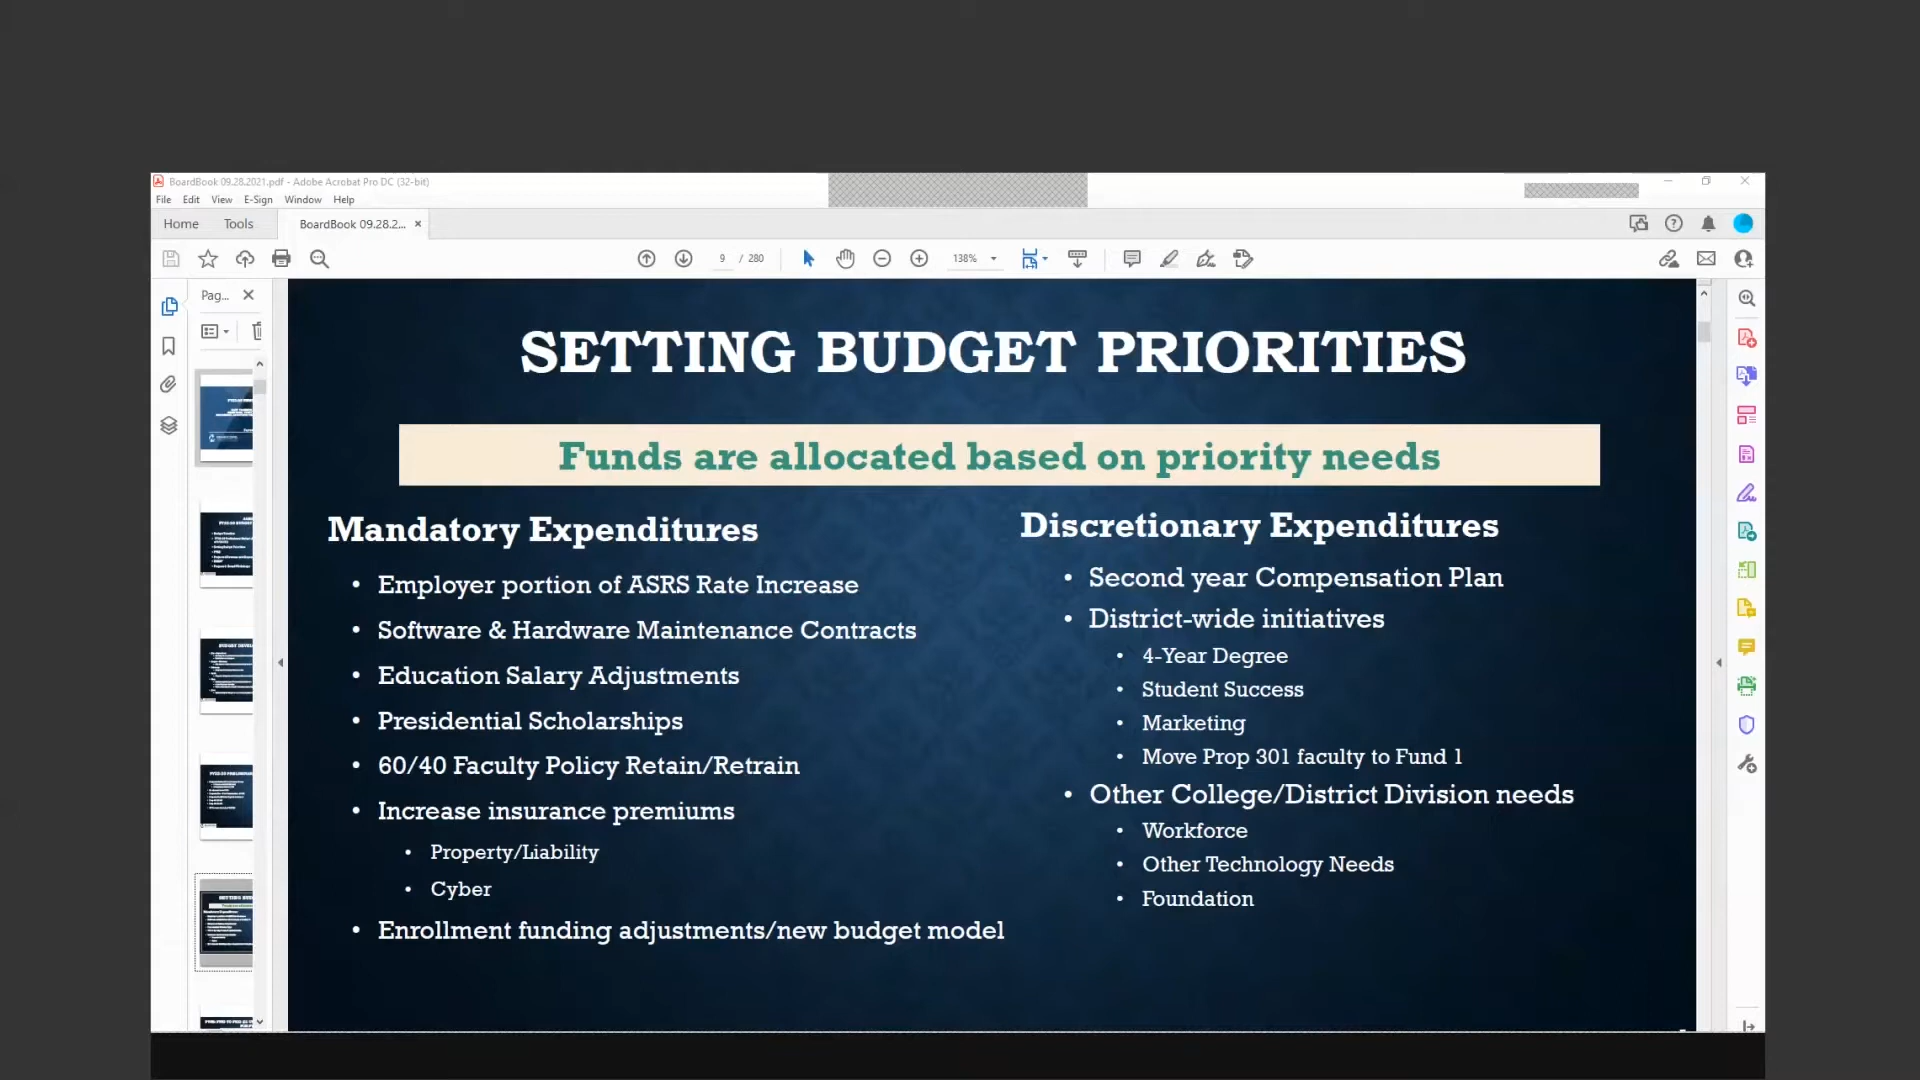 BoardBook 09.28.2021.pdf - Adobe Acrobat Pro DC (32-bit)
File Edit View E-Sign Window Help
Home Tools BoardBook 09.28.2...
9 / 280 138%
Pag...
SETTING BUDGET PRIORITIES
Funds are allocated based on priority needs
Mandatory Expenditures
• Employer portion of ASRS Rate Increase
• Software & Hardware Maintenance Contracts
• Education Salary Adjustments
• Presidential Scholarships
• 60/40 Faculty Policy Retain/Retrain
• Increase insurance premiums
• Property/Liability
• Cyber
• Enrollment funding adjustments/new budget model
Discretionary Expenditures
• Second year Compensation Plan
• District-wide initiatives
• 4-Year Degree
• Student Success
• Marketing
• Move Prop 301 faculty to Fund 1
• Other College/District Division needs
• Workforce
• Other Technology Needs
• Foundation